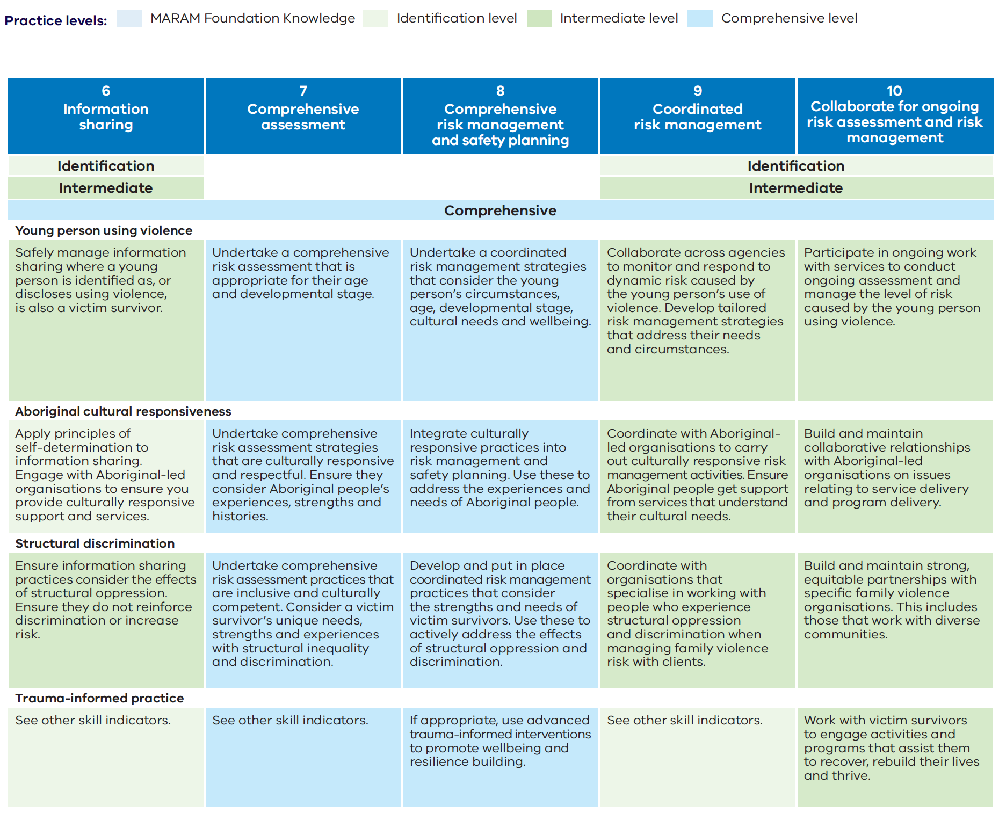 Practice levels: MARAM Foundation Knowledge Identification level Intermediate level Comprehensive level
6
Information
sharing
7
Comprehensive
assessment
8
Comprehensive
risk management
and safety planning
9
Coordinated
risk management
10
Collaborate for ongoing
risk assessment and risk
management
Identification
Identification
Intermediate
Intermediate
Comprehensive
Young person using violence
Safely manage information
sharing where a young
person is identified as, or
discloses using violence,
is also a victim survivor.
Undertake a comprehensive
risk assessment that is
appropriate for their age
and developmental stage.
Undertake a coordinated
risk management strategies
that consider the young
person’s circumstances,
age, developmental stage,
cultural needs and wellbeing.
Collaborate across agencies
to monitor and respond to
dynamic risk caused by
the young person’s use of
violence. Develop tailored
risk management strategies
that address their needs
and circumstances.
Participate in ongoing work
with services to conduct
ongoing assessment and
manage the level of risk
caused by the young person
using violence.
Aboriginal cultural responsiveness
Apply principles of
self-determination to
information sharing.
Engage with Aboriginal-led
organisations to ensure you
provide culturally responsive
support and services.
Undertake comprehensive
risk assessment strategies
that are culturally responsive
and respectful. Ensure they
consider Aboriginal people’s
experiences, strengths and
histories.
Integrate culturally
responsive practices into
risk management and
safety planning. Use these to
address the experiences and
needs of Aboriginal people.
Coordinate with Aboriginal-
led organisations to carry
out culturally responsive risk
management activities. Ensure
Aboriginal people get support
from services that understand
their cultural needs.
Build and maintain
collaborative relationships
with Aboriginal-led
organisations on issues
relating to service delivery
and program delivery.
Structural discrimination
Ensure information sharing
practices consider the effects
of structural oppression.
Ensure they do not reinforce
discrimination or increase
risk.
Undertake comprehensive
risk assessment practices that
are inclusive and culturally
competent. Consider a victim
survivor’s unique needs,
strengths and experiences
with structural inequality
and discrimination.
Develop and put in place
coordinated risk management
practices that consider
the strengths and needs of
victim survivors. Use these to
actively address the effects
of structural oppression and
discrimination.
Coordinate with
organisations that
specialise in working with
people who experience
structural oppression
and discrimination when
managing family violence
risk with clients.
Build and maintain strong,
equitable partnerships with
specific family violence
organisations. This includes
those that work with diverse
communities.
Trauma-informed practice
See other skill indicators.
See other skill indicators.
If appropriate, use advanced
trauma-informed interventions
to promote wellbeing and
resilience building.
See other skill indicators.
Work with victim survivors
to engage activities and
programs that assist them
to recover, rebuild their lives
and thrive.